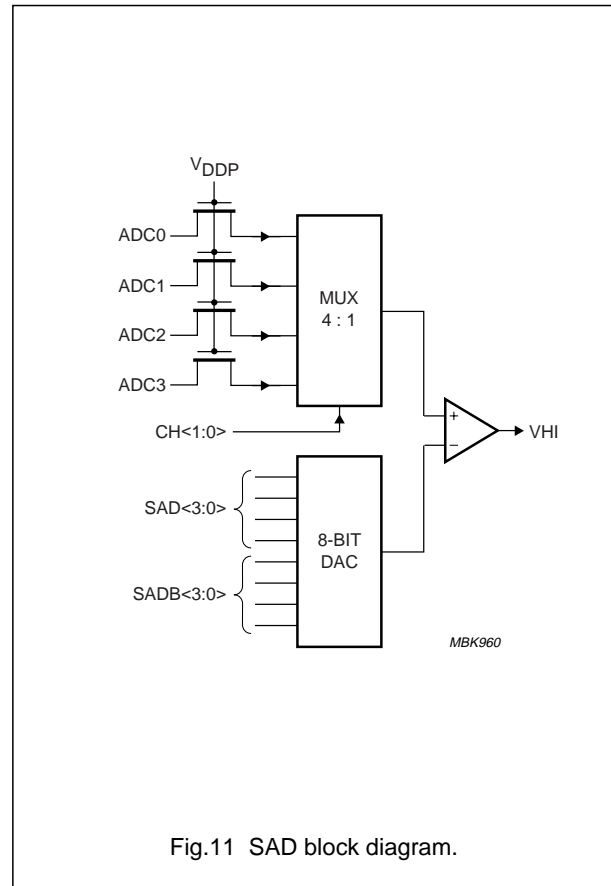 VDDP
ADC0
ADC1
ADC2
ADC3
MUX
4 : 1
CH<1:0>
+
−
VHI
SAD<3:0>
8-BIT
DAC
SADB<3:0>
MBK960
Fig.11 SAD block diagram.